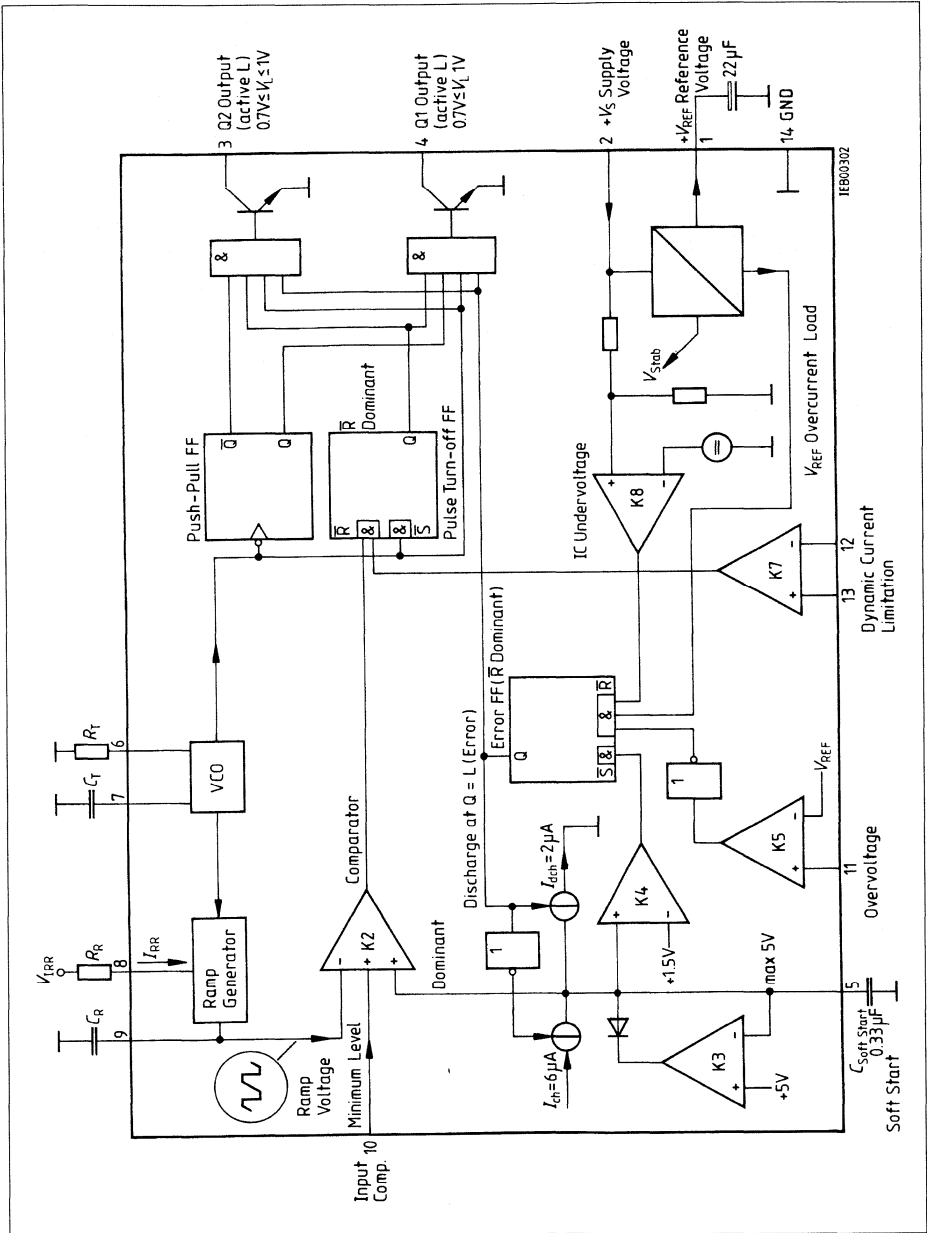 V_IRR
R_R
8
I_RR
C_R
9
Ramp
Generator
Ramp
Voltage
C_T
7
R_T
6
VCO
Push-Pull FF
Q̅
Q
R̅
Dominant
R̅
&
&
S̅
Q
Pulse Turn-off FF
&
&
3 Q2 Output
(active L)
0.7V≤V_L≤1V
4 Q1 Output
(active L)
0.7V≤V_L 1V
2 +V_S Supply
Voltage
+V_REF Reference
1 Voltage
22µF
14 GND
IEB00302
Input 10
Comp.
Minimum Level
-
+
+
K2
Comparator
Dominant
Discharge at Q = L (Error)
Error FF (R̅ Dominant)
Q
S̅ &
& R̅
IC Undervoltage
+
-
K8
=
V_Stab
V_REF Overcurrent Load
1
I_dch=2µA
I_ch=6µA
+
-
K4
+1.5V
max 5V
K3
+
-
+5V
5
C_Soft Start
0.33µF
Soft Start
1
K5
+
-
V_REF
11
Overvoltage
K7
+
-
13
12
Dynamic Current
Limitation